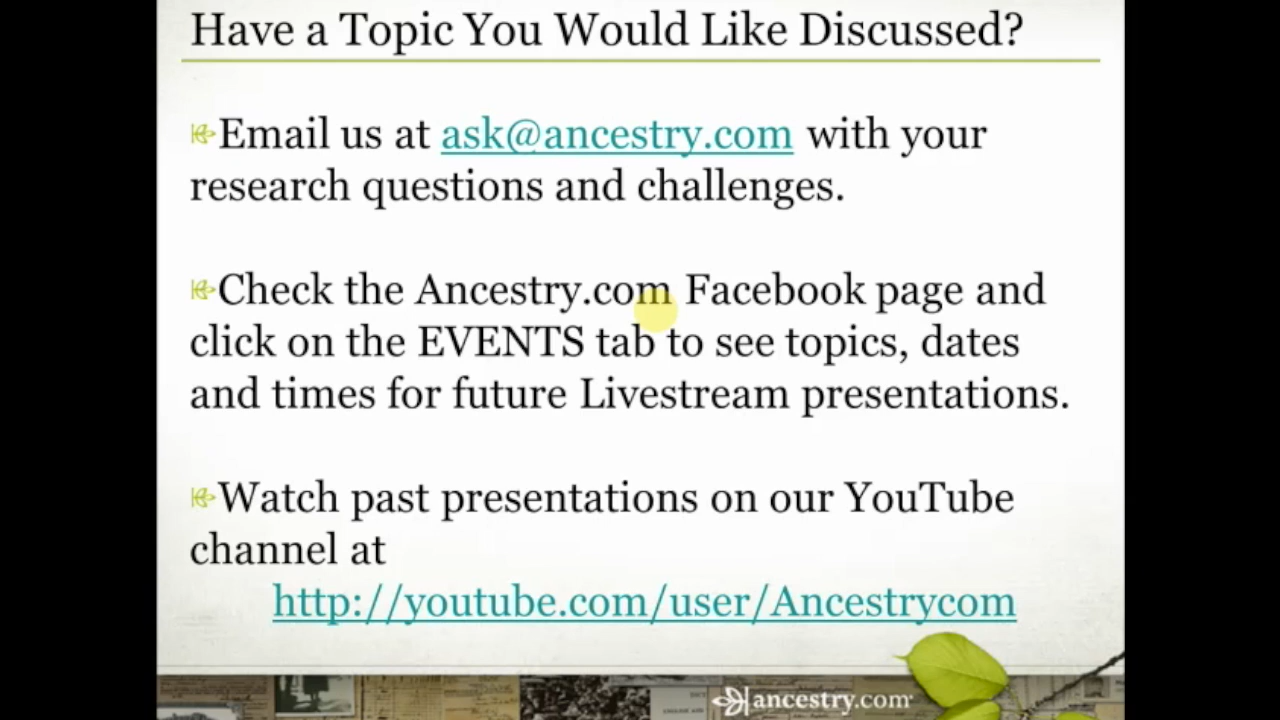 Have a Topic You Would Like Discussed?
Email us at ask@ancestry.com with your
research questions and challenges.
Check the Ancestry.com Facebook page and
click on the EVENTS tab to see topics, dates
and times for future Livestream presentations.
Watch past presentations on our YouTube
channel at
http://youtube.com/user/Ancestrycom
ancestry.com